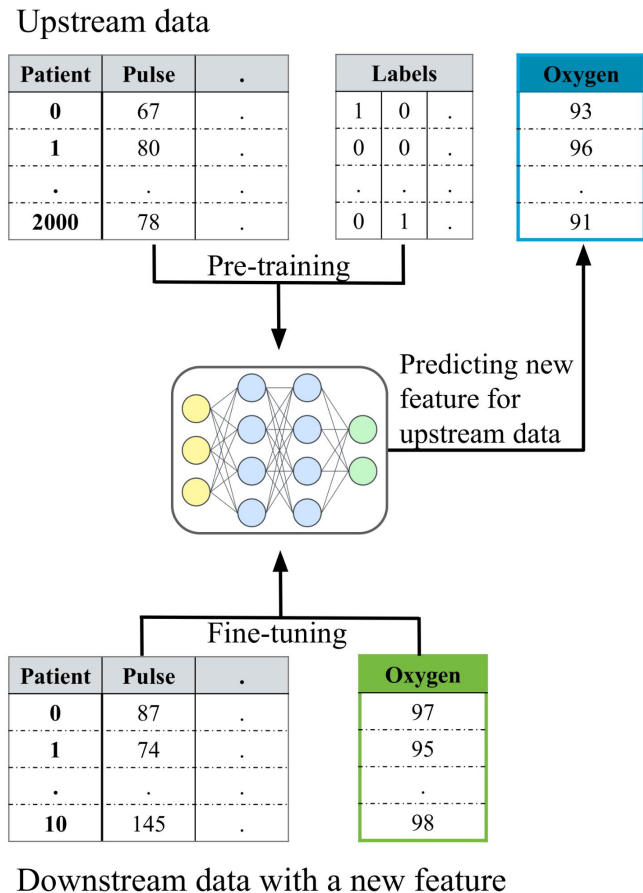 Upstream data
Patient Pulse . Labels Oxygen
0 67 . 1 0 . 93
1 80 . 0 0 . 96
. . . . . . .
2000 78 . 0 1 . 91
Pre-training
Predicting new
feature for
upstream data
Fine-tuning
Patient Pulse . Oxygen
0 87 . 97
1 74 . 95
. . . .
10 145 . 98
Downstream data with a new feature